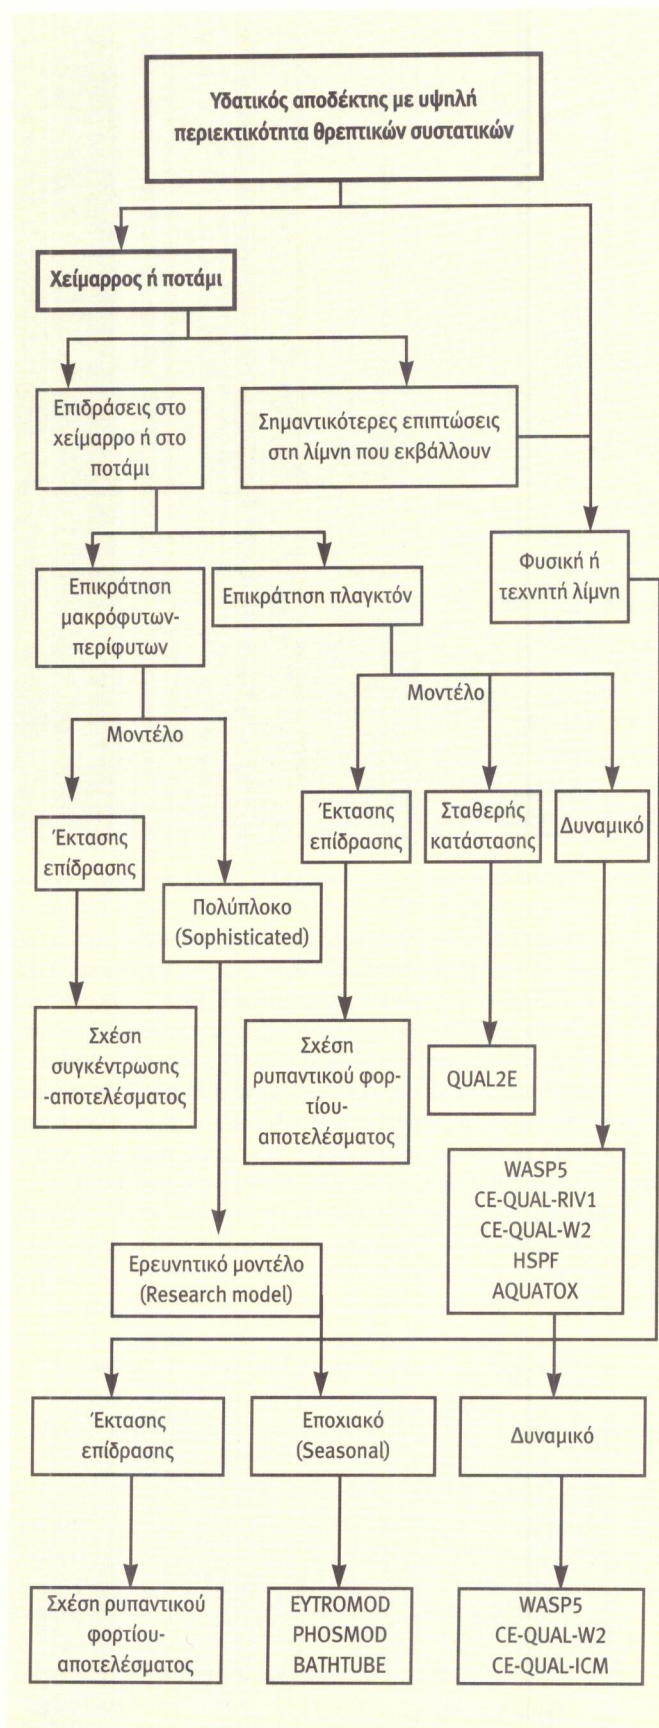 Υδατικός αποδέκτης με υψηλή
περιεκτικότητα θρεπτικών συστατικών
Χείμαρρος ή ποτάμι
Επιδράσεις στο
χείμαρρο ή στο
ποτάμι
Σημαντικότερες επιπτώσεις
στη λίμνη που εκβάλλουν
Φυσική ή
τεχνητή λίμνη
Επικράτηση
μακρόφυτων-
περίφυτων
Επικράτηση πλαγκτόν
Μοντέλο
Μοντέλο
Έκτασης
επίδρασης
Πολύπλοκο
(Sophisticated)
Έκτασης
επίδρασης
Σταθερής
κατάστασης
Δυναμικό
Σχέση
συγκέντρωσης
-αποτελέσματος
Σχέση
ρυπαντικού φορ-
τίου-
αποτελέσματος
QUAL2E
WASP5
CE-QUAL-RIV1
CE-QUAL-W2
HSPF
AQUATOX
Ερευνητικό μοντέλο
(Research model)
Έκτασης
επίδρασης
Εποχιακό
(Seasonal)
Δυναμικό
Σχέση ρυπαντικού
φορτίου-
αποτελέσματος
EYTROMOD
PHOSMOD
BATHTUBE
WASP5
CE-QUAL-W2
CE-QUAL-ICM